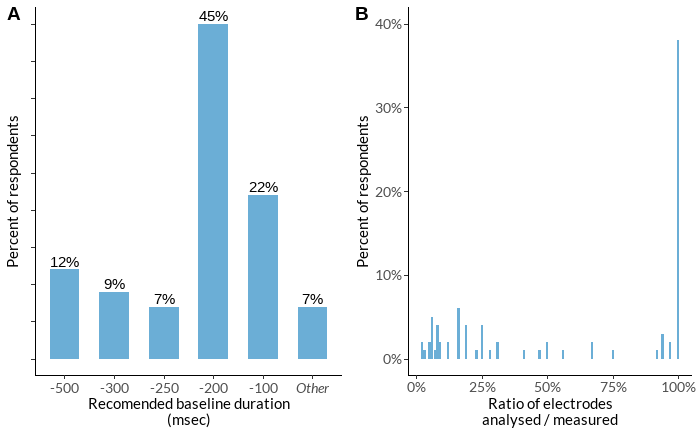 A
Percent of respondents
45%
22%
12%
9%
7%
7%
-500
-300
-250
-200
-100
Other
Recomended baseline duration
(msec)
B
Percent of respondents
40%
30%
20%
10%
0%
0%
25%
50%
75%
100%
Ratio of electrodes
analysed / measured